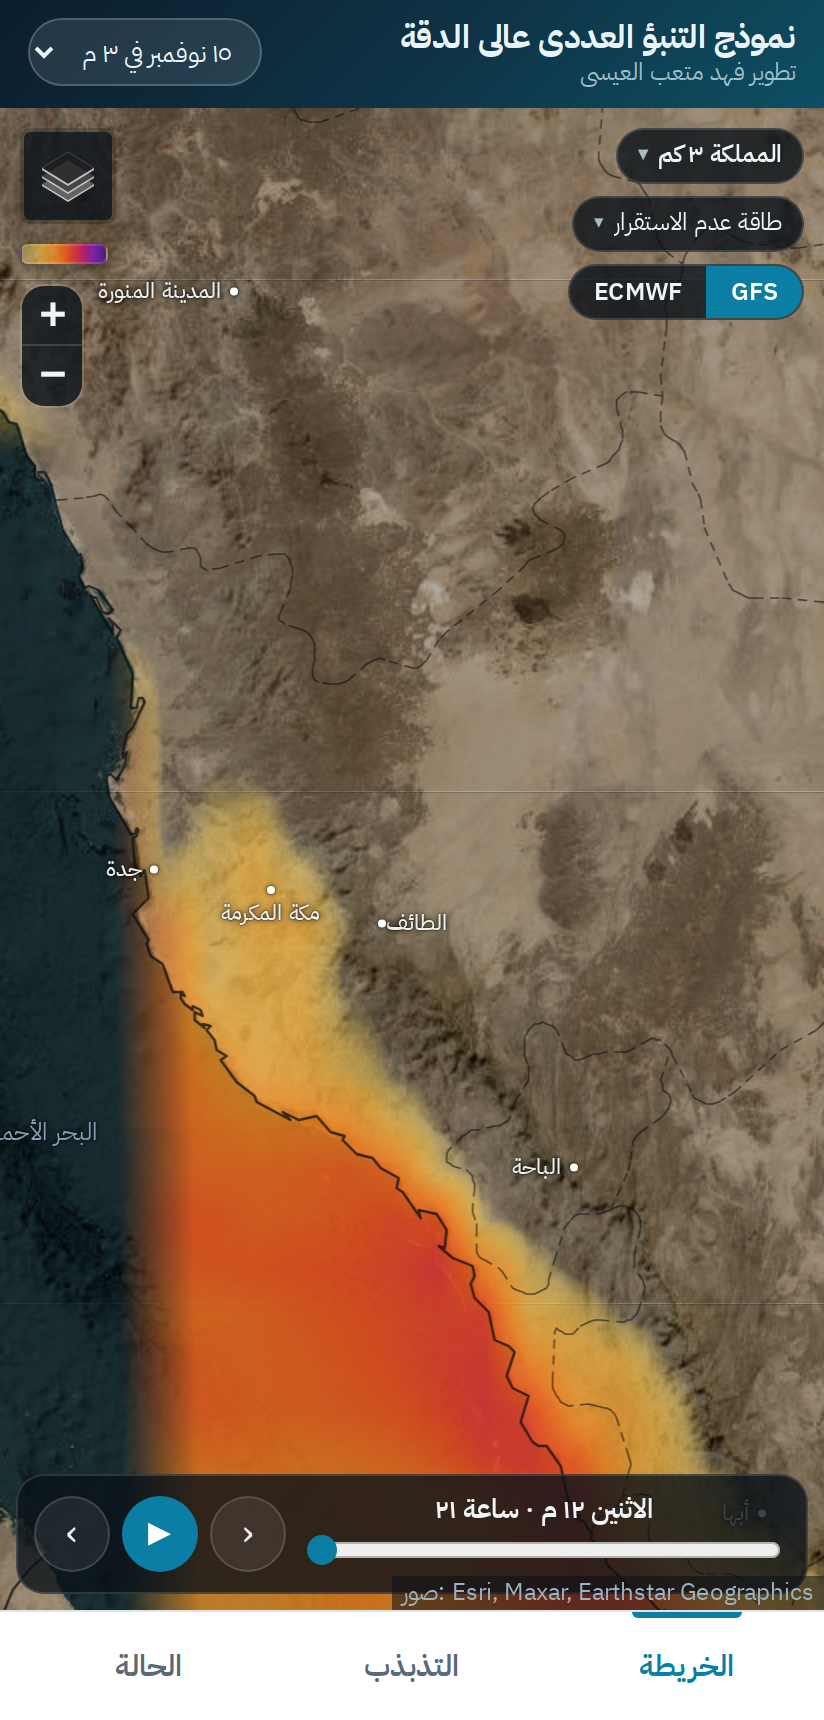 نموذج التنبؤ العددي عالي الدقة
تطوير فهد متعب العيسى
١٥ نوفمبر في ٣ م
المملكة ٣ كم
طاقة عدم الاستقرار
ECMWF GFS
المدينة المنورة
+
−
جدة
مكة المكرمة
الطائف
البحر الأحم
الباحة
أبها
الاثنين ١٢ م · ساعة ٢١
صور: Esri, Maxar, Earthstar Geographics
الخريطة
التذبذب
الحالة